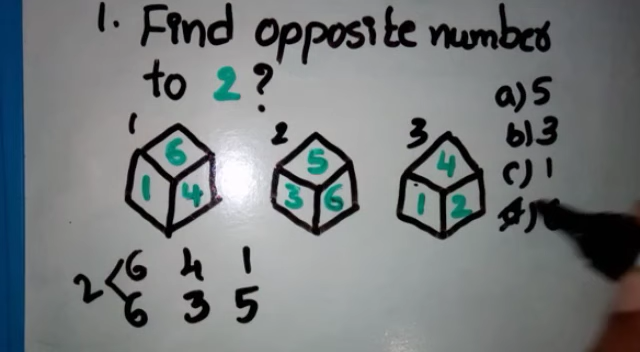 1. Find opposite number
to 2?
a) 5
b) 3
c) 1
d)
1
6
1 4
2
5
3 6
3
4
1 2
2 < 6 4 1
6 3 5